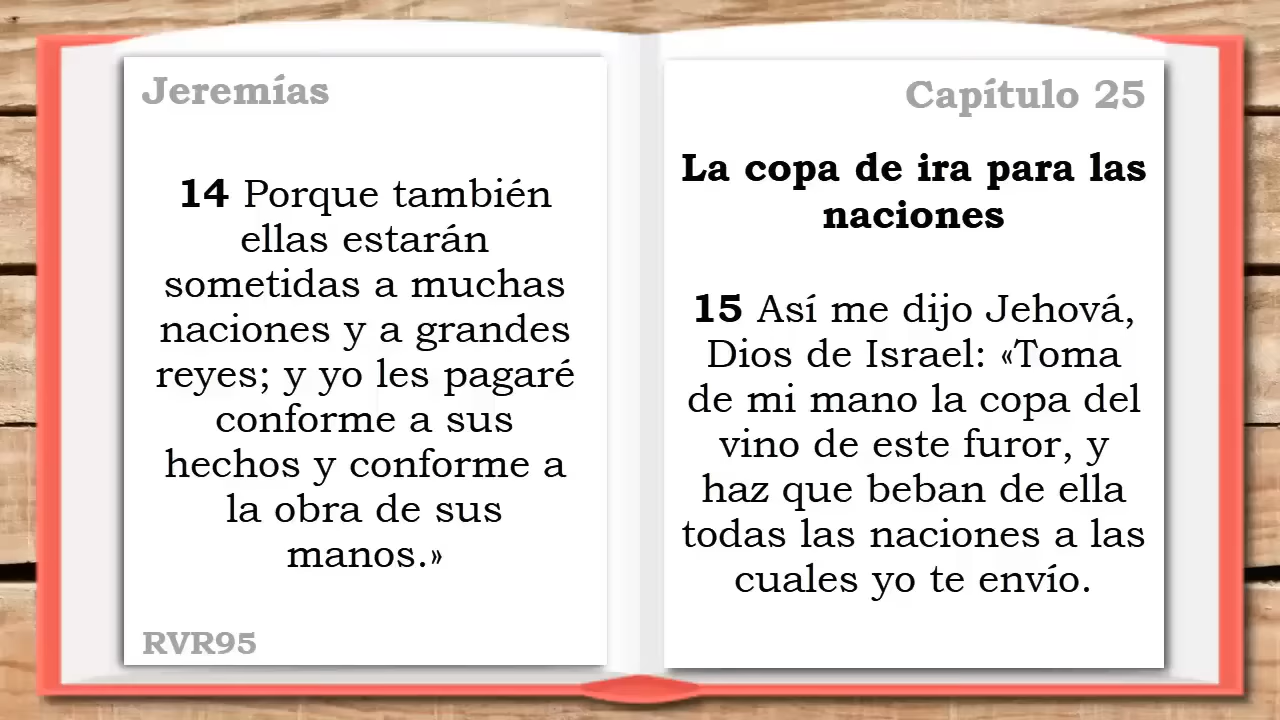 Jeremías
14 Porque también
ellas estarán
sometidas a muchas
naciones y a grandes
reyes; y yo les pagaré
conforme a sus
hechos y conforme a
la obra de sus
manos.»
RVR95
Capítulo 25
La copa de ira para las
naciones
15 Así me dijo Jehová,
Dios de Israel: «Toma
de mi mano la copa del
vino de este furor, y
haz que beban de ella
todas las naciones a las
cuales yo te envío.